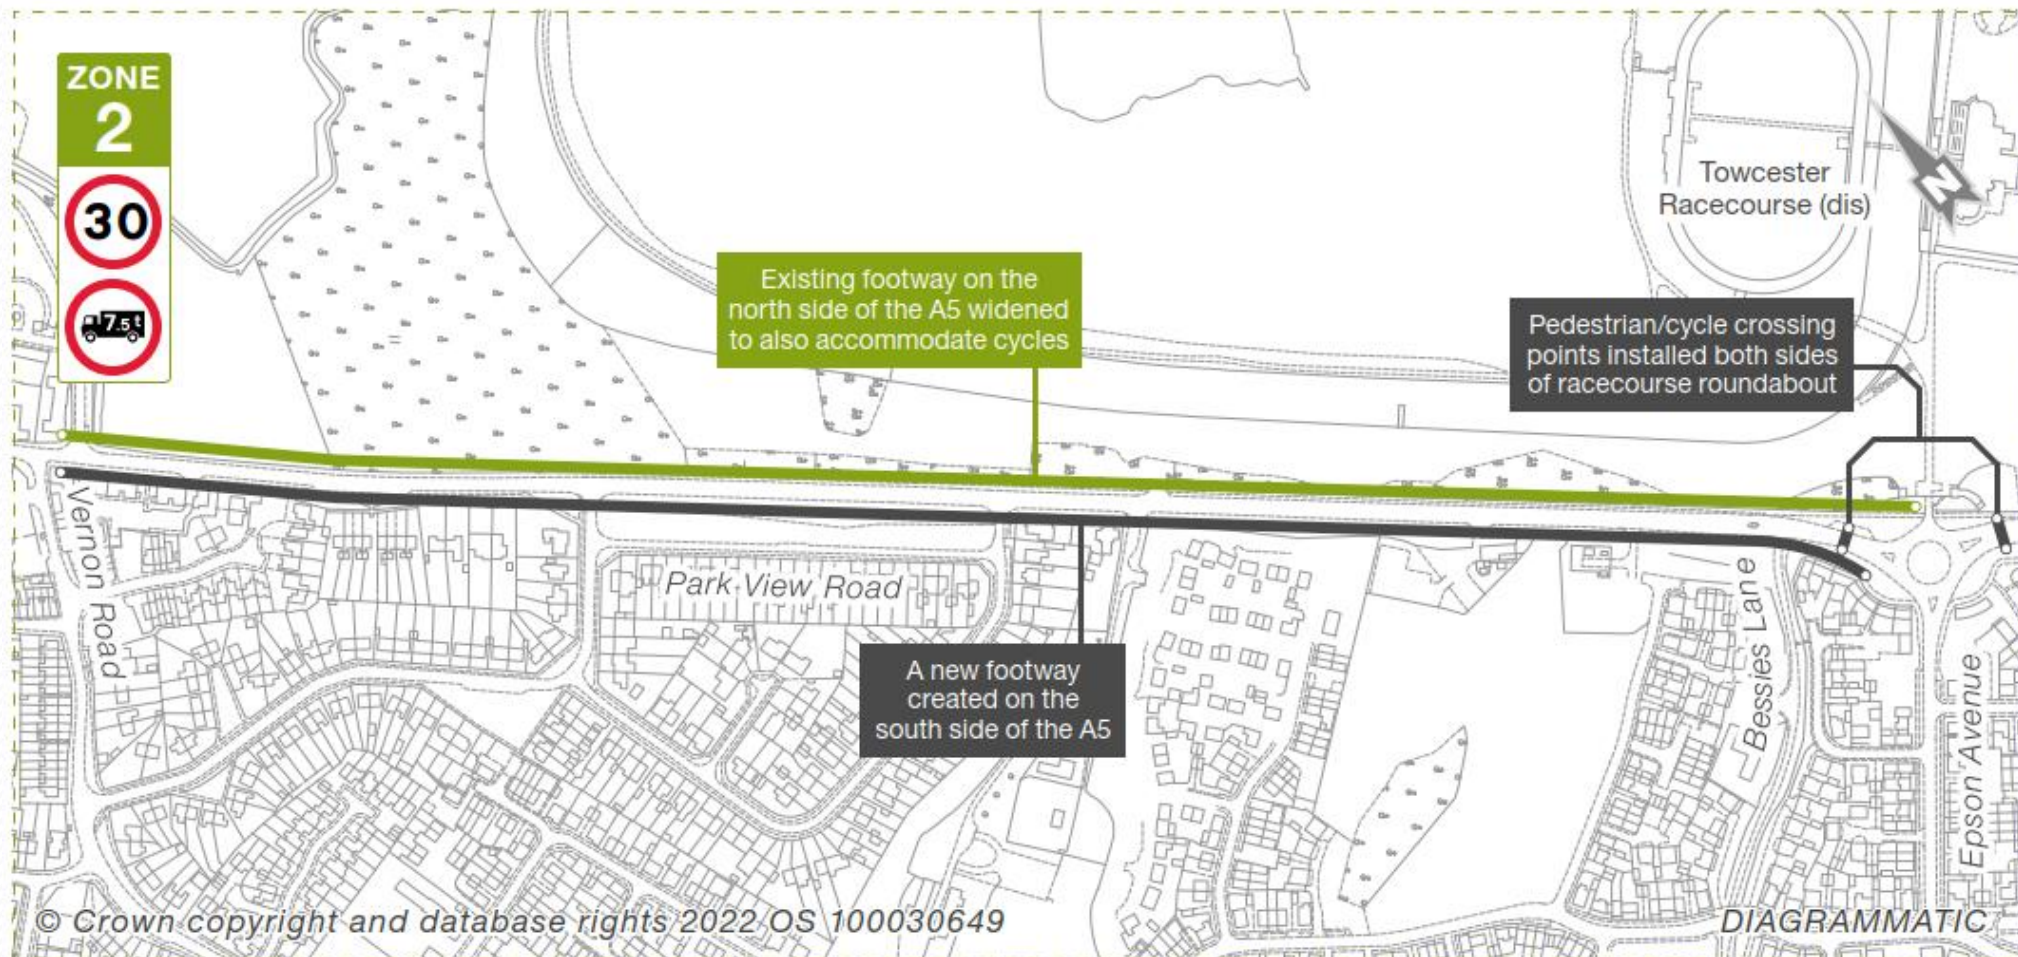 ZONE
2
30
7.5 t
Existing footway on the
north side of the A5 widened
to also accommodate cycles
Towcester
Racecourse (dis)
N
Pedestrian/cycle crossing
points installed both sides
of racecourse roundabout
Vernon Road
Park View Road
A new footway
created on the
south side of the A5
Bessies Lane
Epson Avenue
© Crown copyright and database rights 2022 OS 100030649
DIAGRAMMATIC